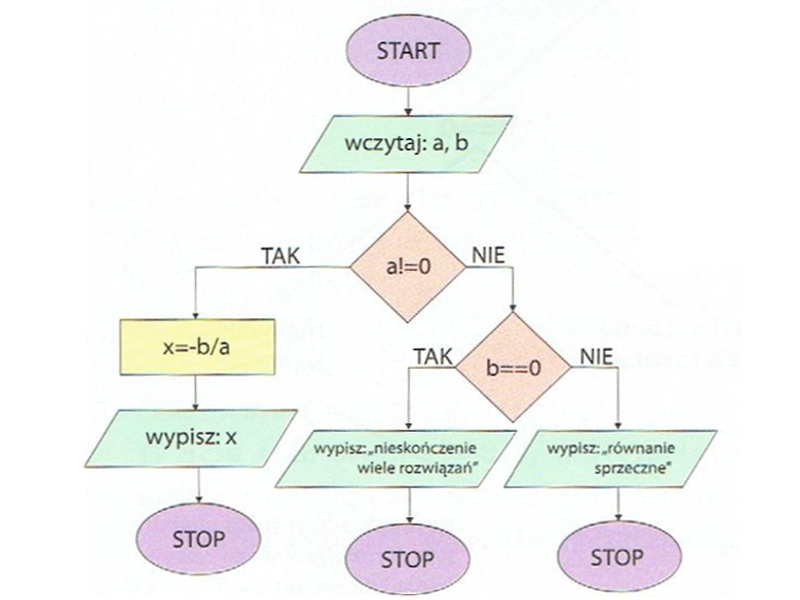 START
wczytaj: a, b
a!=0
TAK
NIE
x=-b/a
b==0
TAK
NIE
wypisz: x
wypisz:„nieskończenie
wiele rozwiązań”
wypisz:„równanie
sprzeczne”
STOP
STOP
STOP